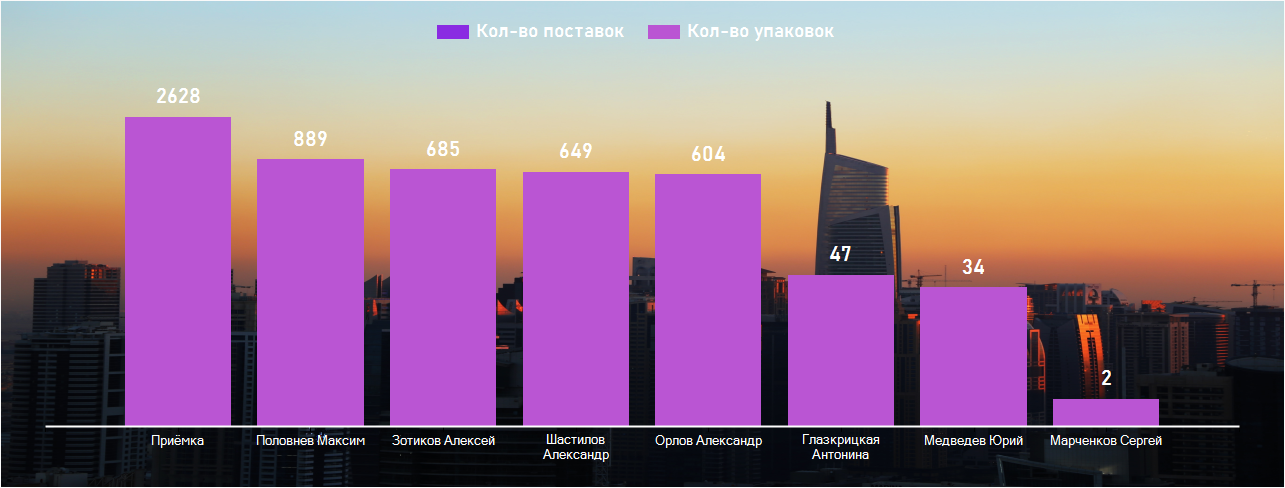 Кол-во поставок Кол-во упаковок
2628
889
685
649
604
47
34
2
Приёмка
Половнев Максим
Зотиков Алексей
Шастилов
Александр
Орлов Александр
Глазкрицкая
Антонина
Медведев Юрий
Марченков Сергей